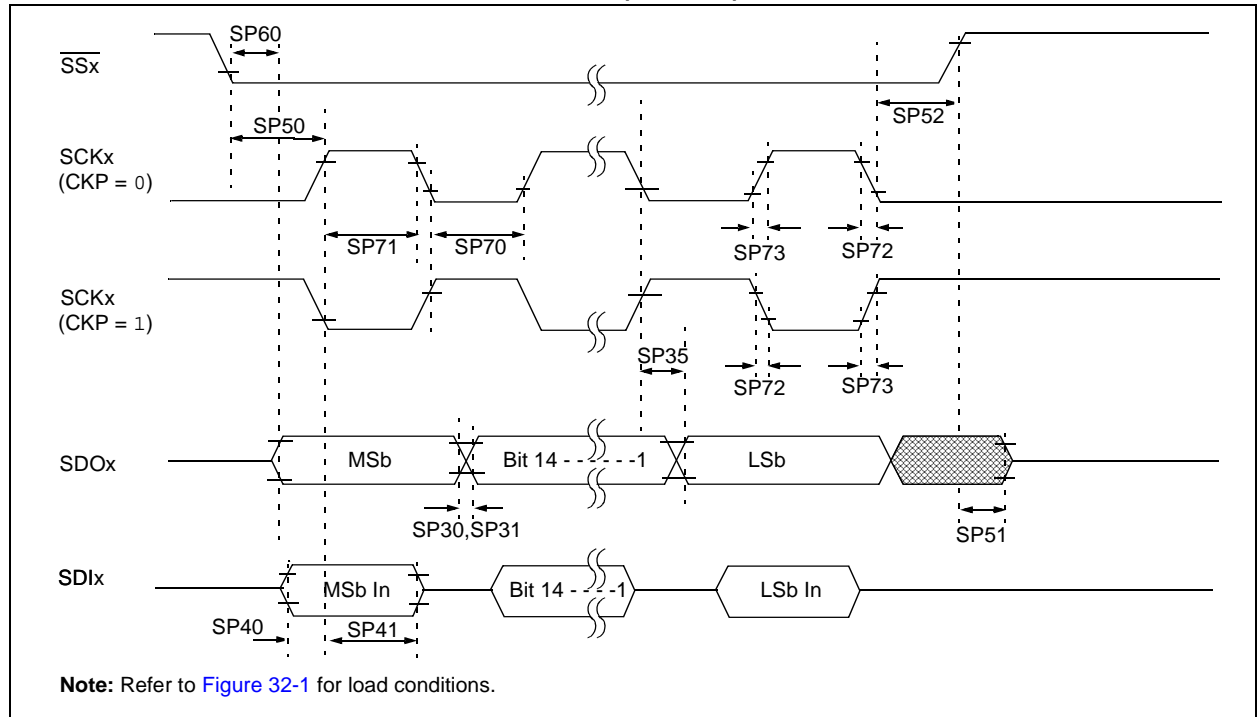 SP60
SSx
SP50
SP52
SCKx
(CKP = 0)
SP71
SP70
SP73
SP72
SCKx
(CKP = 1)
SP35
SP72
SP73
SDOx
MSb
Bit 14 - - - - - -1
LSb
SP30,SP31
SP51
SDIx
MSb In
Bit 14 - - - -1
LSb In
SP40
SP41
Note: Refer to Figure 32-1 for load conditions.